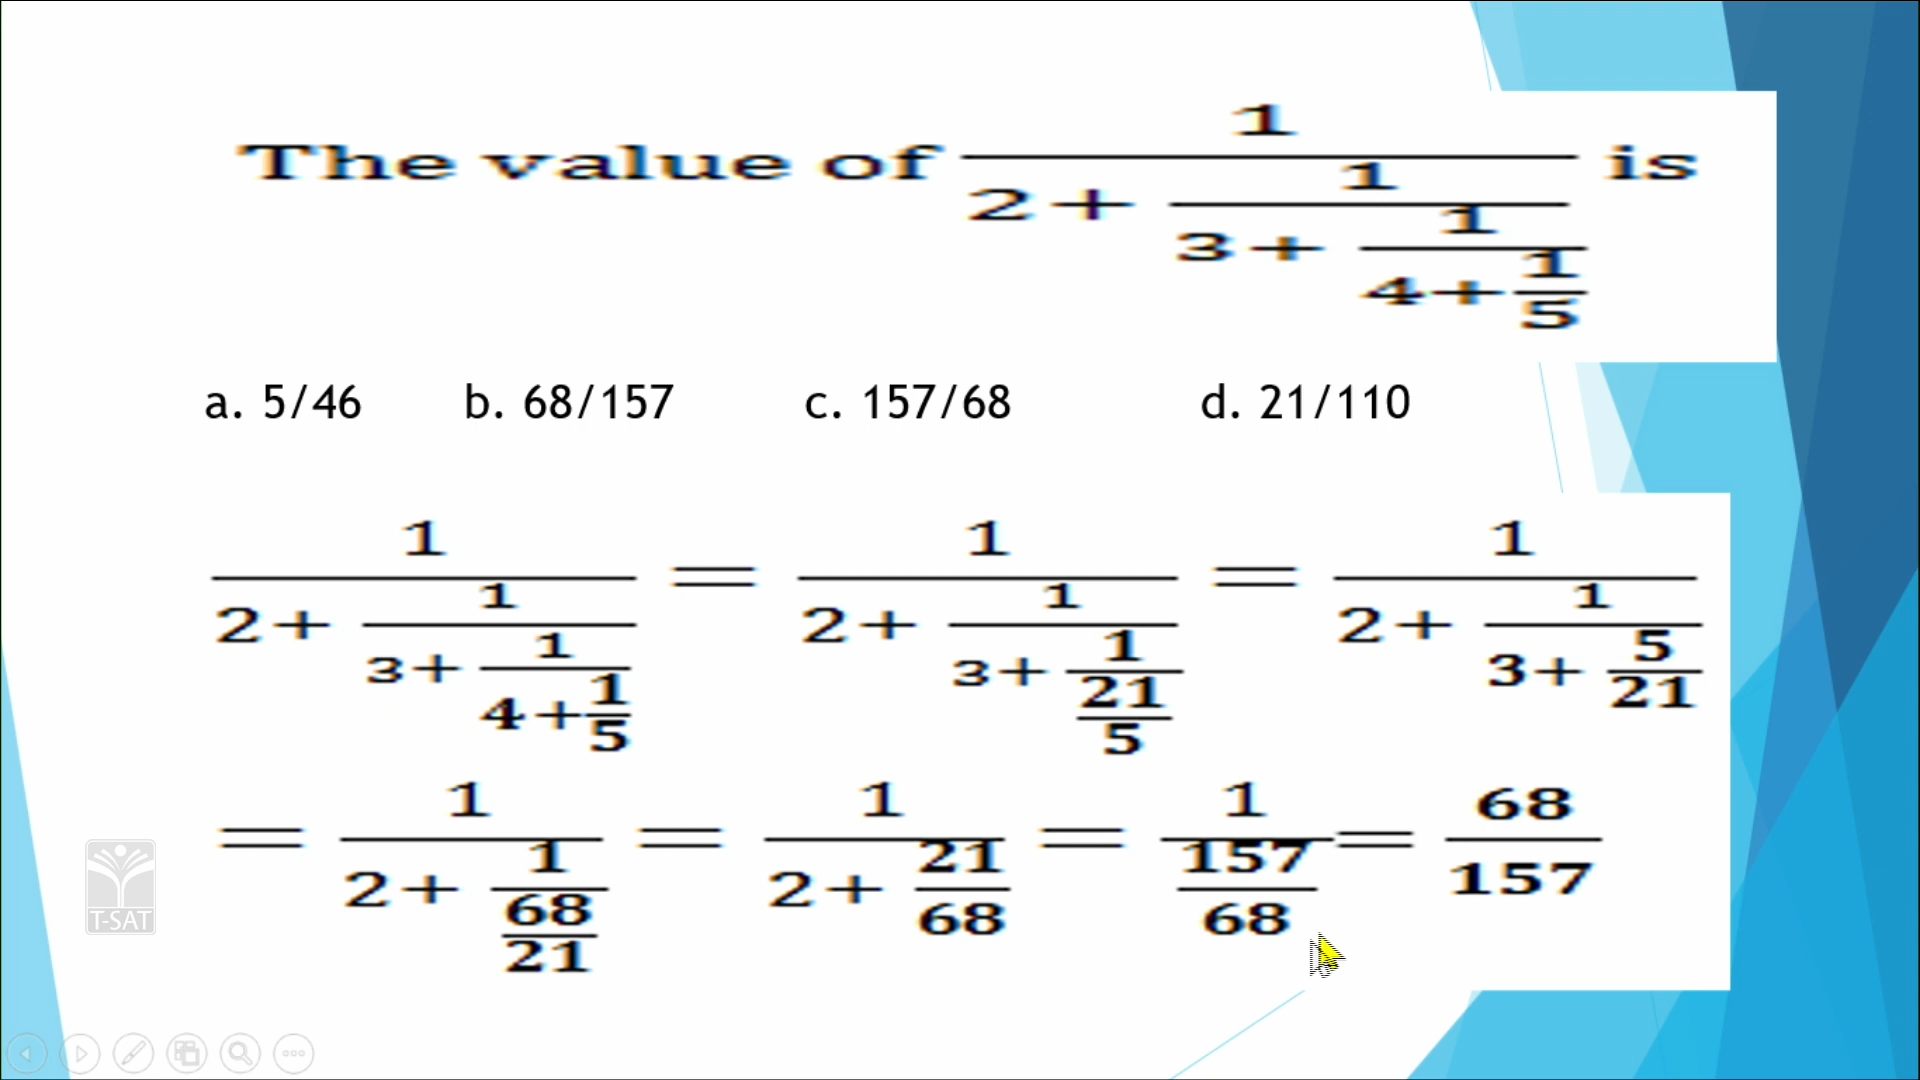 The value of 1/(2 + 1/(3 + 1/(4 + 1/5))) is
a. 5/46 b. 68/157 c. 157/68 d. 21/110
1/(2 + 1/(3 + 1/(4 + 1/5))) = 1/(2 + 1/(3 + 1/(21/5))) = 1/(2 + 1/(3 + 5/21))
= 1/(2 + 1/(68/21)) = 1/(2 + 21/68) = 1/(157/68) = 68/157
T-SAT